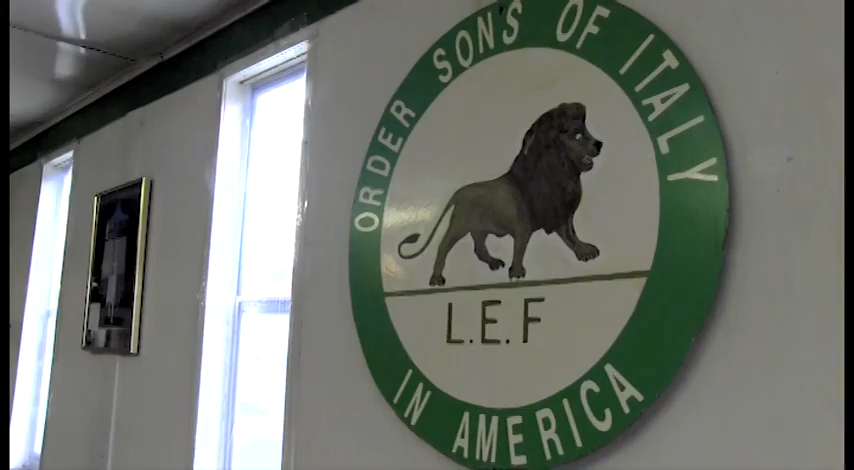 ORDER SONS OF ITALY
L.E.F
IN AMERICA